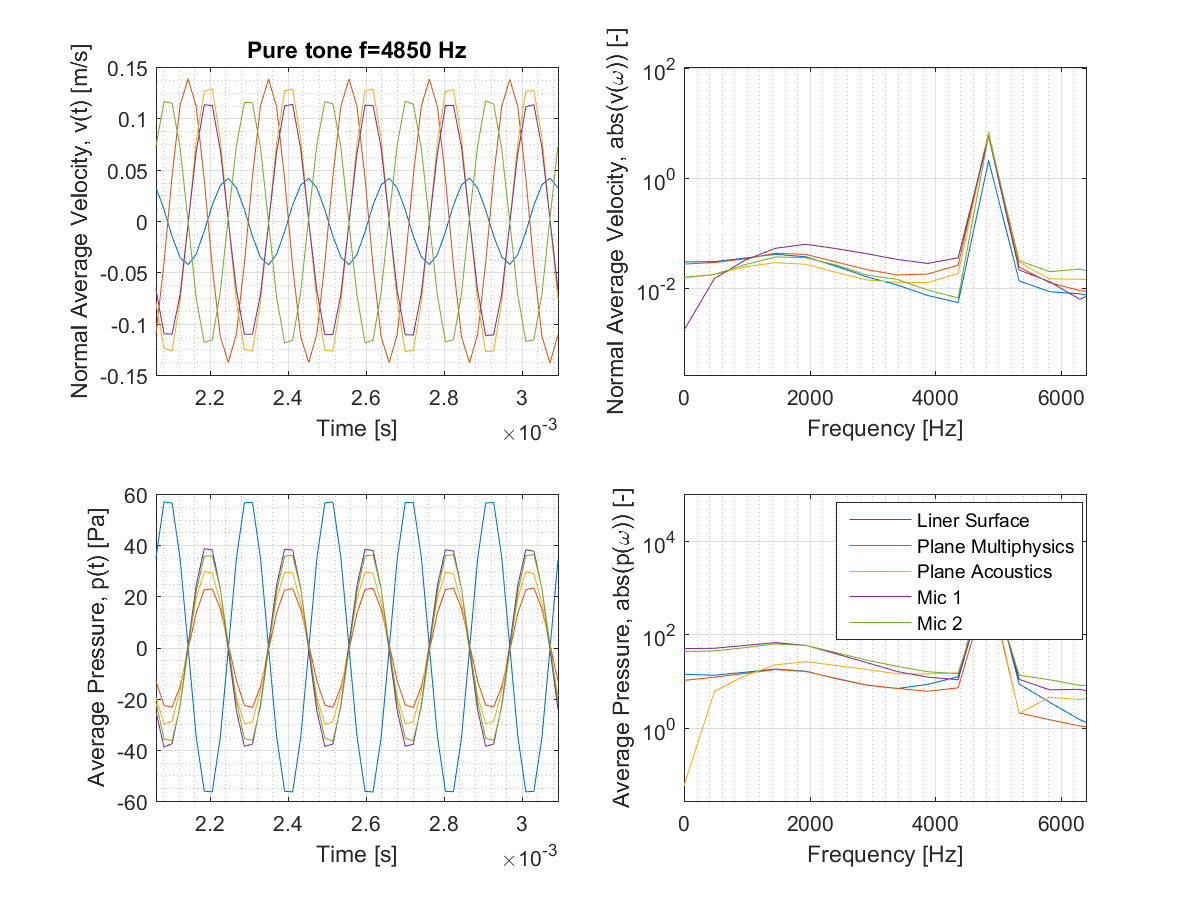 Pure tone f=4850 Hz
Normal Average Velocity, v(t) [m/s]
0.15
0.1
0.05
0
-0.05
-0.1
-0.15
2.2 2.4 2.6 2.8 3
Time [s]
×10-3
Normal Average Velocity, abs(v(ω)) [-]
102
100
10-2
0 2000 4000 6000
Frequency [Hz]
Average Pressure, p(t) [Pa]
60
40
20
0
-20
-40
-60
2.2 2.4 2.6 2.8 3
Time [s]
×10-3
Average Pressure, abs(p(ω)) [-]
104
102
100
Liner Surface
Plane Multiphysics
Plane Acoustics
Mic 1
Mic 2
0 2000 4000 6000
Frequency [Hz]